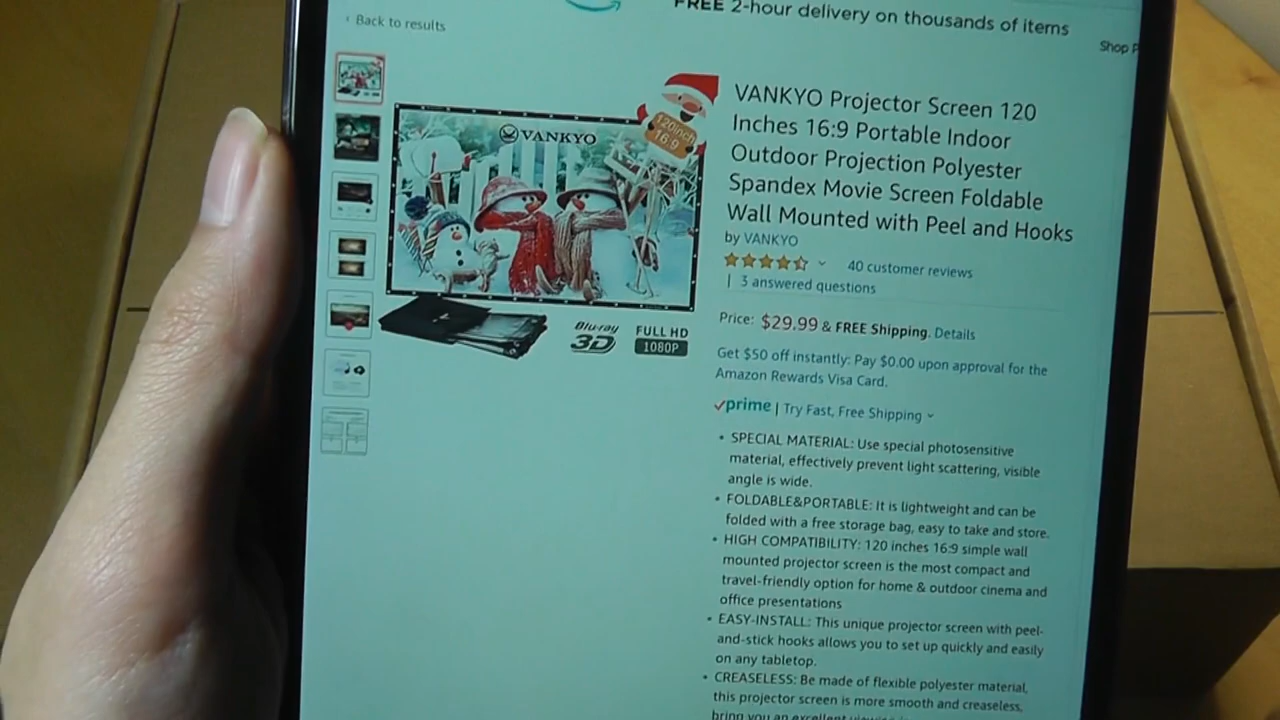 FREE 2-hour delivery on thousands of items
‹ Back to results
Shop P
VANKYO
120inch
16:9
Blu-ray
3D
FULL HD
1080P
VANKYO Projector Screen 120
Inches 16:9 Portable Indoor
Outdoor Projection Polyester
Spandex Movie Screen Foldable
Wall Mounted with Peel and Hooks
by VANKYO
40 customer reviews
| 3 answered questions
Price: $29.99 & FREE Shipping. Details
Get $50 off instantly: Pay $0.00 upon approval for the
Amazon Rewards Visa Card.
prime | Try Fast, Free Shipping
• SPECIAL MATERIAL: Use special photosensitive
material, effectively prevent light scattering, visible
angle is wide.
• FOLDABLE&PORTABLE: It is lightweight and can be
folded with a free storage bag, easy to take and store.
• HIGH COMPATIBILITY: 120 inches 16:9 simple wall
mounted projector screen is the most compact and
travel-friendly option for home & outdoor cinema and
office presentations
• EASY-INSTALL: This unique projector screen with peel-
and-stick hooks allows you to set up quickly and easily
on any tabletop.
• CREASELESS: Be made of flexible polyester material,
this projector screen is more smooth and creaseless,
bring you an excellent